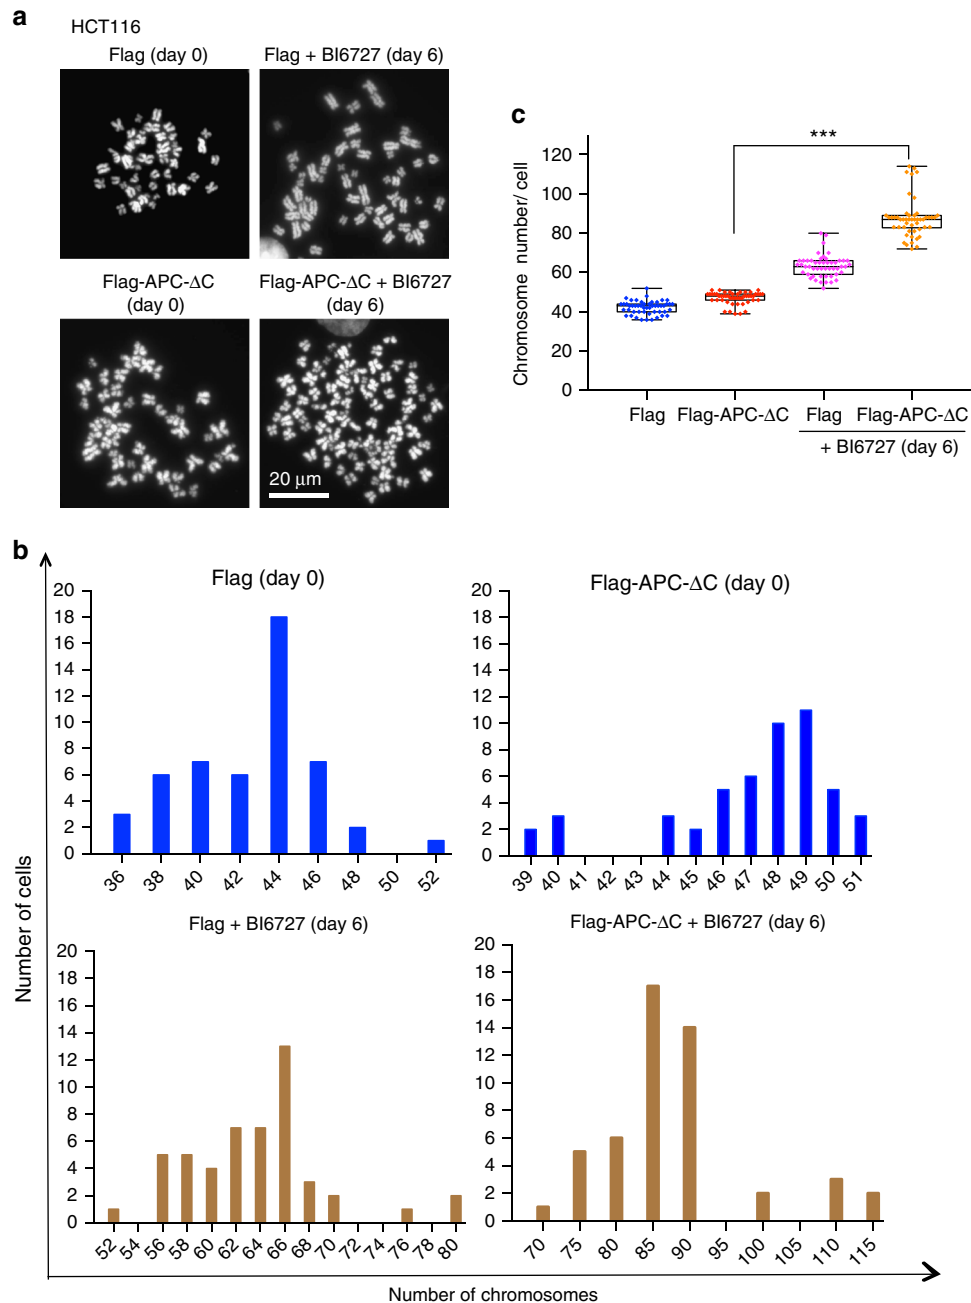 a
HCT116
Flag (day 0)
Flag + BI6727 (day 6)
Flag-APC-ΔC
(day 0)
Flag-APC-ΔC + BI6727
(day 6)
20 μm
c
***
Chromosome number/ cell
120
100
80
60
40
20
0
Flag
Flag-APC-ΔC
Flag
Flag-APC-ΔC
+ BI6727 (day 6)
b
Number of cells
Flag (day 0)
20
18
16
14
12
10
8
6
4
2
0
36 38 40 42 44 46 48 50 52
Flag-APC-ΔC (day 0)
20
18
16
14
12
10
8
6
4
2
0
39 40 41 42 43 44 45 46 47 48 49 50 51
Flag + BI6727 (day 6)
20
18
16
14
12
10
8
6
4
2
0
52 54 56 58 60 62 64 66 68 70 72 74 76 78 80
Flag-APC-ΔC + BI6727 (day 6)
20
18
16
14
12
10
8
6
4
2
0
70 75 80 85 90 95 100 105 110 115
Number of chromosomes